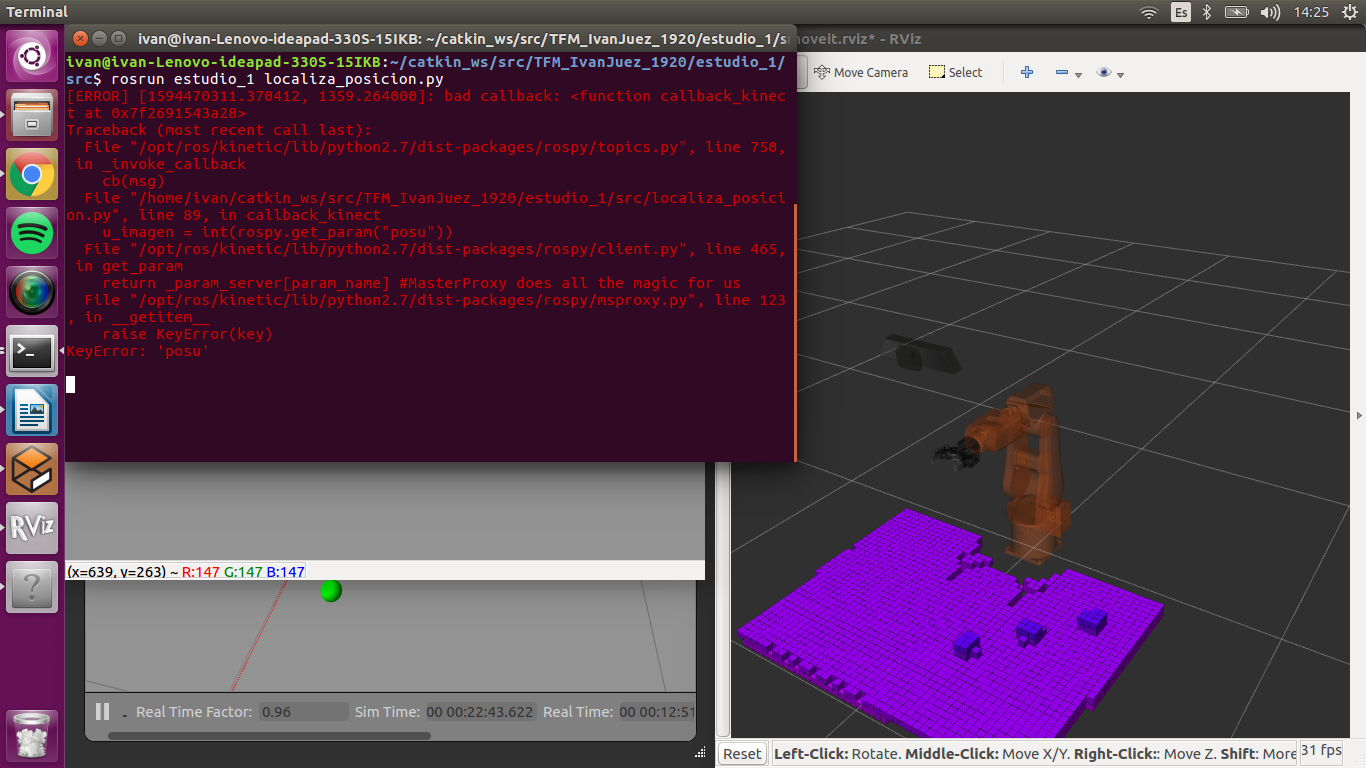 Terminal
Es
14:25
ivan@ivan-Lenovo-ideapad-330S-15IKB: ~/catkin_ws/src/TFM_IvanJuez_1920/estudio_1/s
moveit.rviz* - RViz
Move Camera
Select
ivan@ivan-Lenovo-ideapad-330S-15IKB:~/catkin_ws/src/TFM_IvanJuez_1920/estudio_1/
src$ rosrun estudio_1 localiza_posicion.py
[ERROR] [1594470311.370412, 1359.264000]: bad callback: <function callback_kinec
t at 0x7f2691543a28>
Traceback (most recent call last):
File "/opt/ros/kinetic/lib/python2.7/dist-packages/rospy/topics.py", line 750,
in _invoke_callback
cb(msg)
File "/home/ivan/catkin_ws/src/TFM_IvanJuez_1920/estudio_1/src/localiza_posici
on.py", line 89, in callback_kinect
u_imagen = int(rospy.get_param("posu"))
File "/opt/ros/kinetic/lib/python2.7/dist-packages/rospy/client.py", line 465,
in get_param
return _param_server[param_name] #MasterProxy does all the magic for us
File "/opt/ros/kinetic/lib/python2.7/dist-packages/rospy/msproxy.py", line 123
, in __getitem__
raise KeyError(key)
KeyError: 'posu'
RViz
?
(x=639, y=263) ~ R:147 G:147 B:147
Real Time Factor: 0.96 Sim Time: 00 00:22:43.622 Real Time: 00 00:12:51
Reset
Left-Click: Rotate. Middle-Click: Move X/Y. Right-Click:: Move Z. Shift: More
31 fps